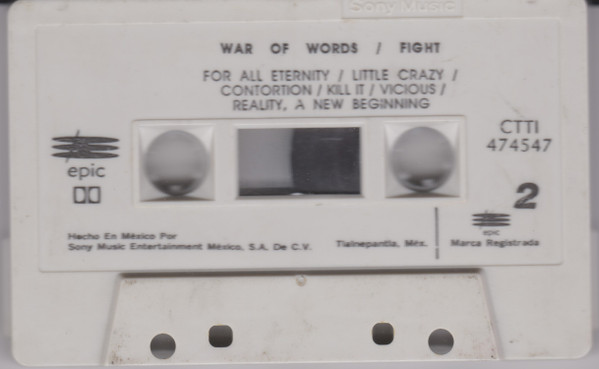 Sony Music
WAR OF WORDS / FIGHT
FOR ALL ETERNITY / LITTLE CRAZY /
CONTORTION / KILL IT / VICIOUS /
REALITY, A NEW BEGINNING
CTTI
474547
epic
2
epic
Hecho En México Por
Sony Music Entertainment México, S.A. De C.V.
Tlalnepantla, Méx.
Marca Registrada